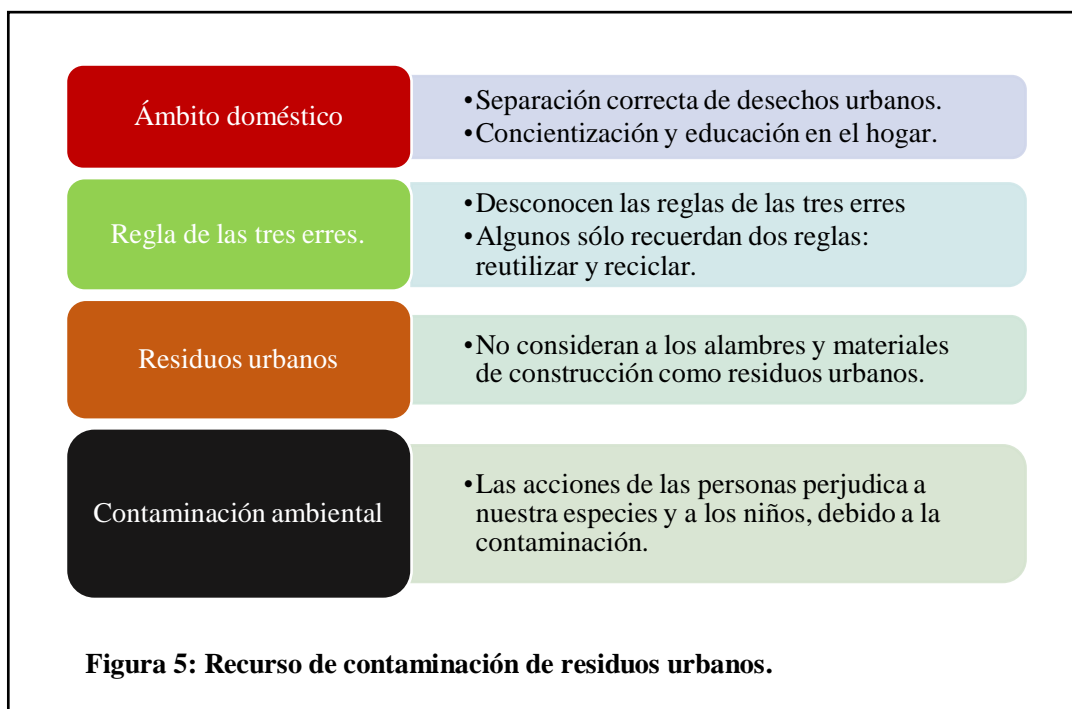 Ámbito doméstico
•Separación correcta de desechos urbanos.
•Concientización y educación en el hogar.
Regla de las tres erres.
•Desconocen las reglas de las tres erres
•Algunos sólo recuerdan dos reglas:
reutilizar y reciclar.
Residuos urbanos
•No consideran a los alambres y materiales
de construcción como residuos urbanos.
Contaminación ambiental
•Las acciones de las personas perjudica a
nuestra especies y a los niños, debido a la
contaminación.
Figura 5: Recurso de contaminación de residuos urbanos.